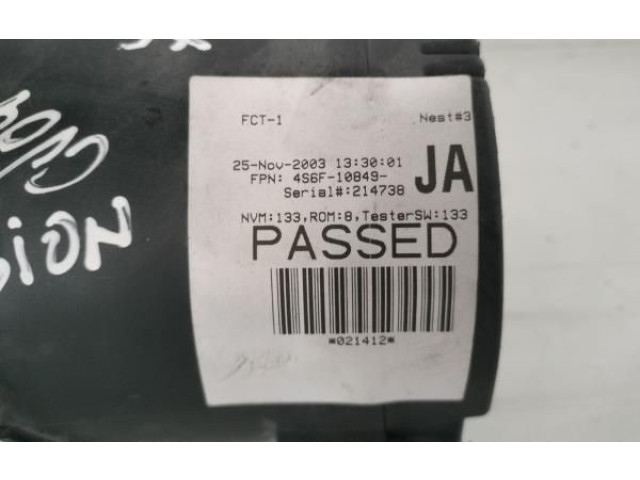 FCT-1 Nest#3
25-Nov-2003 13:30:01
FPN: 4S6F-10849- JA
Serial#:214738
NVM:133,ROM:8,TesterSW:133
PASSED
*021412*